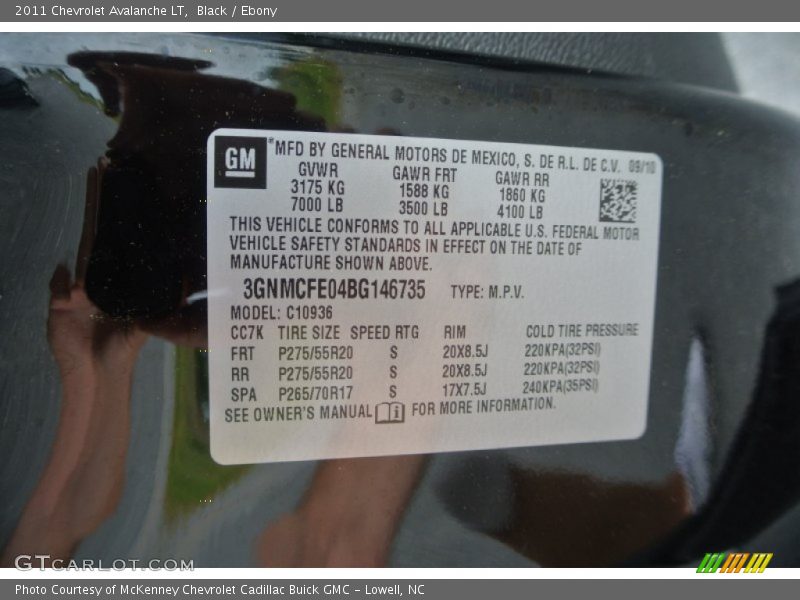 2011 Chevrolet Avalanche LT, Black / Ebony
GM
®MFD BY GENERAL MOTORS DE MEXICO, S. DE R.L. DE C.V. 09/10
GVWR GAWR FRT GAWR RR
3175 KG 1588 KG 1860 KG
7000 LB 3500 LB 4100 LB
THIS VEHICLE CONFORMS TO ALL APPLICABLE U.S. FEDERAL MOTOR
VEHICLE SAFETY STANDARDS IN EFFECT ON THE DATE OF
MANUFACTURE SHOWN ABOVE.
3GNMCFE04BG146735 TYPE: M.P.V.
MODEL: C10936
CC7K TIRE SIZE SPEED RTG RIM COLD TIRE PRESSURE
FRT P275/55R20 S 20X8.5J 220KPA(32PSI)
RR P275/55R20 S 20X8.5J 220KPA(32PSI)
SPA P265/70R17 S 17X7.5J 240KPA(35PSI)
SEE OWNER'S MANUAL FOR MORE INFORMATION.
GTCARLOT.COM
Photo Courtesy of McKenney Chevrolet Cadillac Buick GMC - Lowell, NC